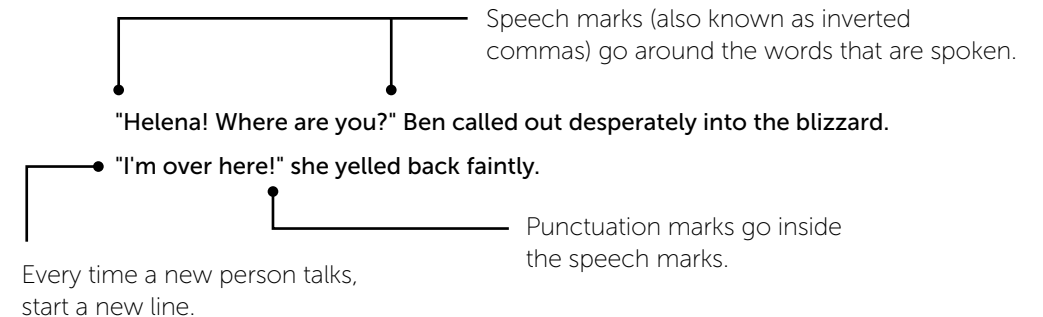 Speech marks (also known as inverted
commas) go around the words that are spoken.
"Helena! Where are you?" Ben called out desperately into the blizzard.
"I'm over here!" she yelled back faintly.
Punctuation marks go inside
the speech marks.
Every time a new person talks,
start a new line.